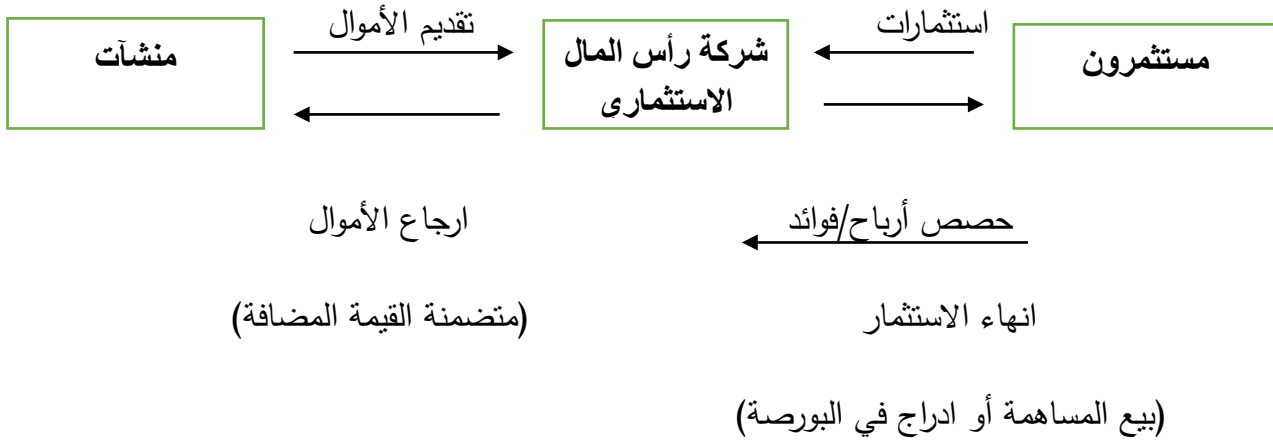 استثمارات
تقديم الأموال
مستثمرون
شركة رأس المال
الاستثمارى
منشآت
حصص أرباح/فوائد
ارجاع الأموال
انهاء الاستثمار
(متضمنة القيمة المضافة)
(بيع المساهمة أو ادراج في البورصة)